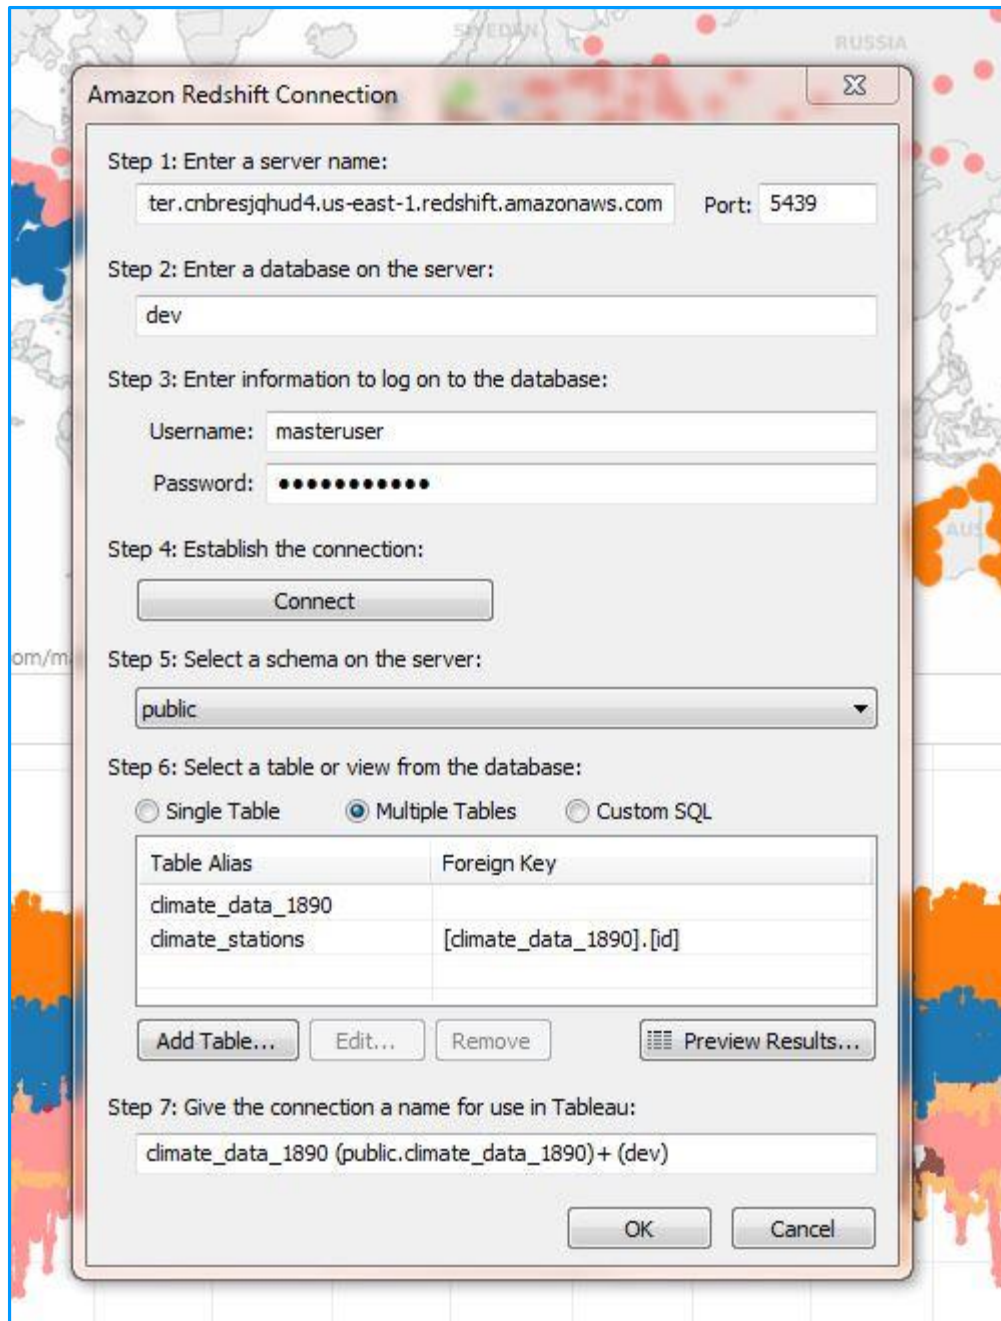 SWEDEN
RUSSIA
Amazon Redshift Connection
Step 1: Enter a server name:
ter.cnbresjqhud4.us-east-1.redshift.amazonaws.com Port: 5439
Step 2: Enter a database on the server:
dev
Step 3: Enter information to log on to the database:
Username: masteruser
Password: ●●●●●●●●●●●
AUS
Step 4: Establish the connection:
Connect
om/ma
Step 5: Select a schema on the server:
public
Step 6: Select a table or view from the database:
Single Table Multiple Tables Custom SQL
Table Alias Foreign Key
climate_data_1890
climate_stations [climate_data_1890].[id]
Add Table... Edit... Remove Preview Results...
Step 7: Give the connection a name for use in Tableau:
climate_data_1890 (public.climate_data_1890)+ (dev)
OK Cancel